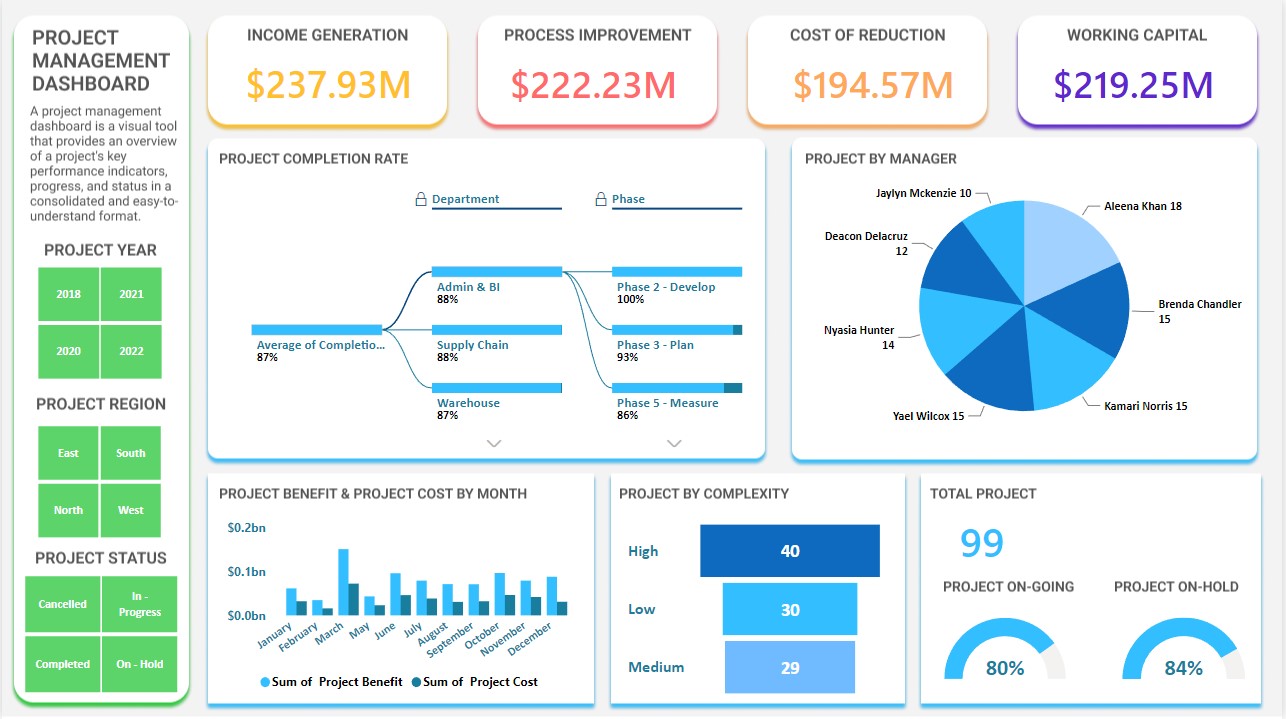 PROJECT
MANAGEMENT
DASHBOARD
A project management
dashboard is a visual tool
that provides an overview
of a project's key
performance indicators,
progress, and status in a
consolidated and easy-to-
understand format.
PROJECT YEAR
2018 2021
2020 2022
PROJECT REGION
East South
North West
PROJECT STATUS
Cancelled In -
Progress
Completed On - Hold
INCOME GENERATION
$237.93M
PROCESS IMPROVEMENT
$222.23M
COST OF REDUCTION
$194.57M
WORKING CAPITAL
$219.25M
PROJECT COMPLETION RATE
Department Phase
Average of Completio...
87%
Admin & BI
88%
Supply Chain
88%
Warehouse
87%
Phase 2 - Develop
100%
Phase 3 - Plan
93%
Phase 5 - Measure
86%
PROJECT BY MANAGER
Jaylyn Mckenzie 10
Aleena Khan 18
Deacon Delacruz
12
Brenda Chandler
15
Nyasia Hunter
14
Kamari Norris 15
Yael Wilcox 15
PROJECT BENEFIT & PROJECT COST BY MONTH
$0.2bn
$0.1bn
$0.0bn
January
February
March
May
June
July
August
September
October
November
December
Sum of Project Benefit Sum of Project Cost
PROJECT BY COMPLEXITY
High 40
Low 30
Medium 29
TOTAL PROJECT
99
PROJECT ON-GOING PROJECT ON-HOLD
80% 84%